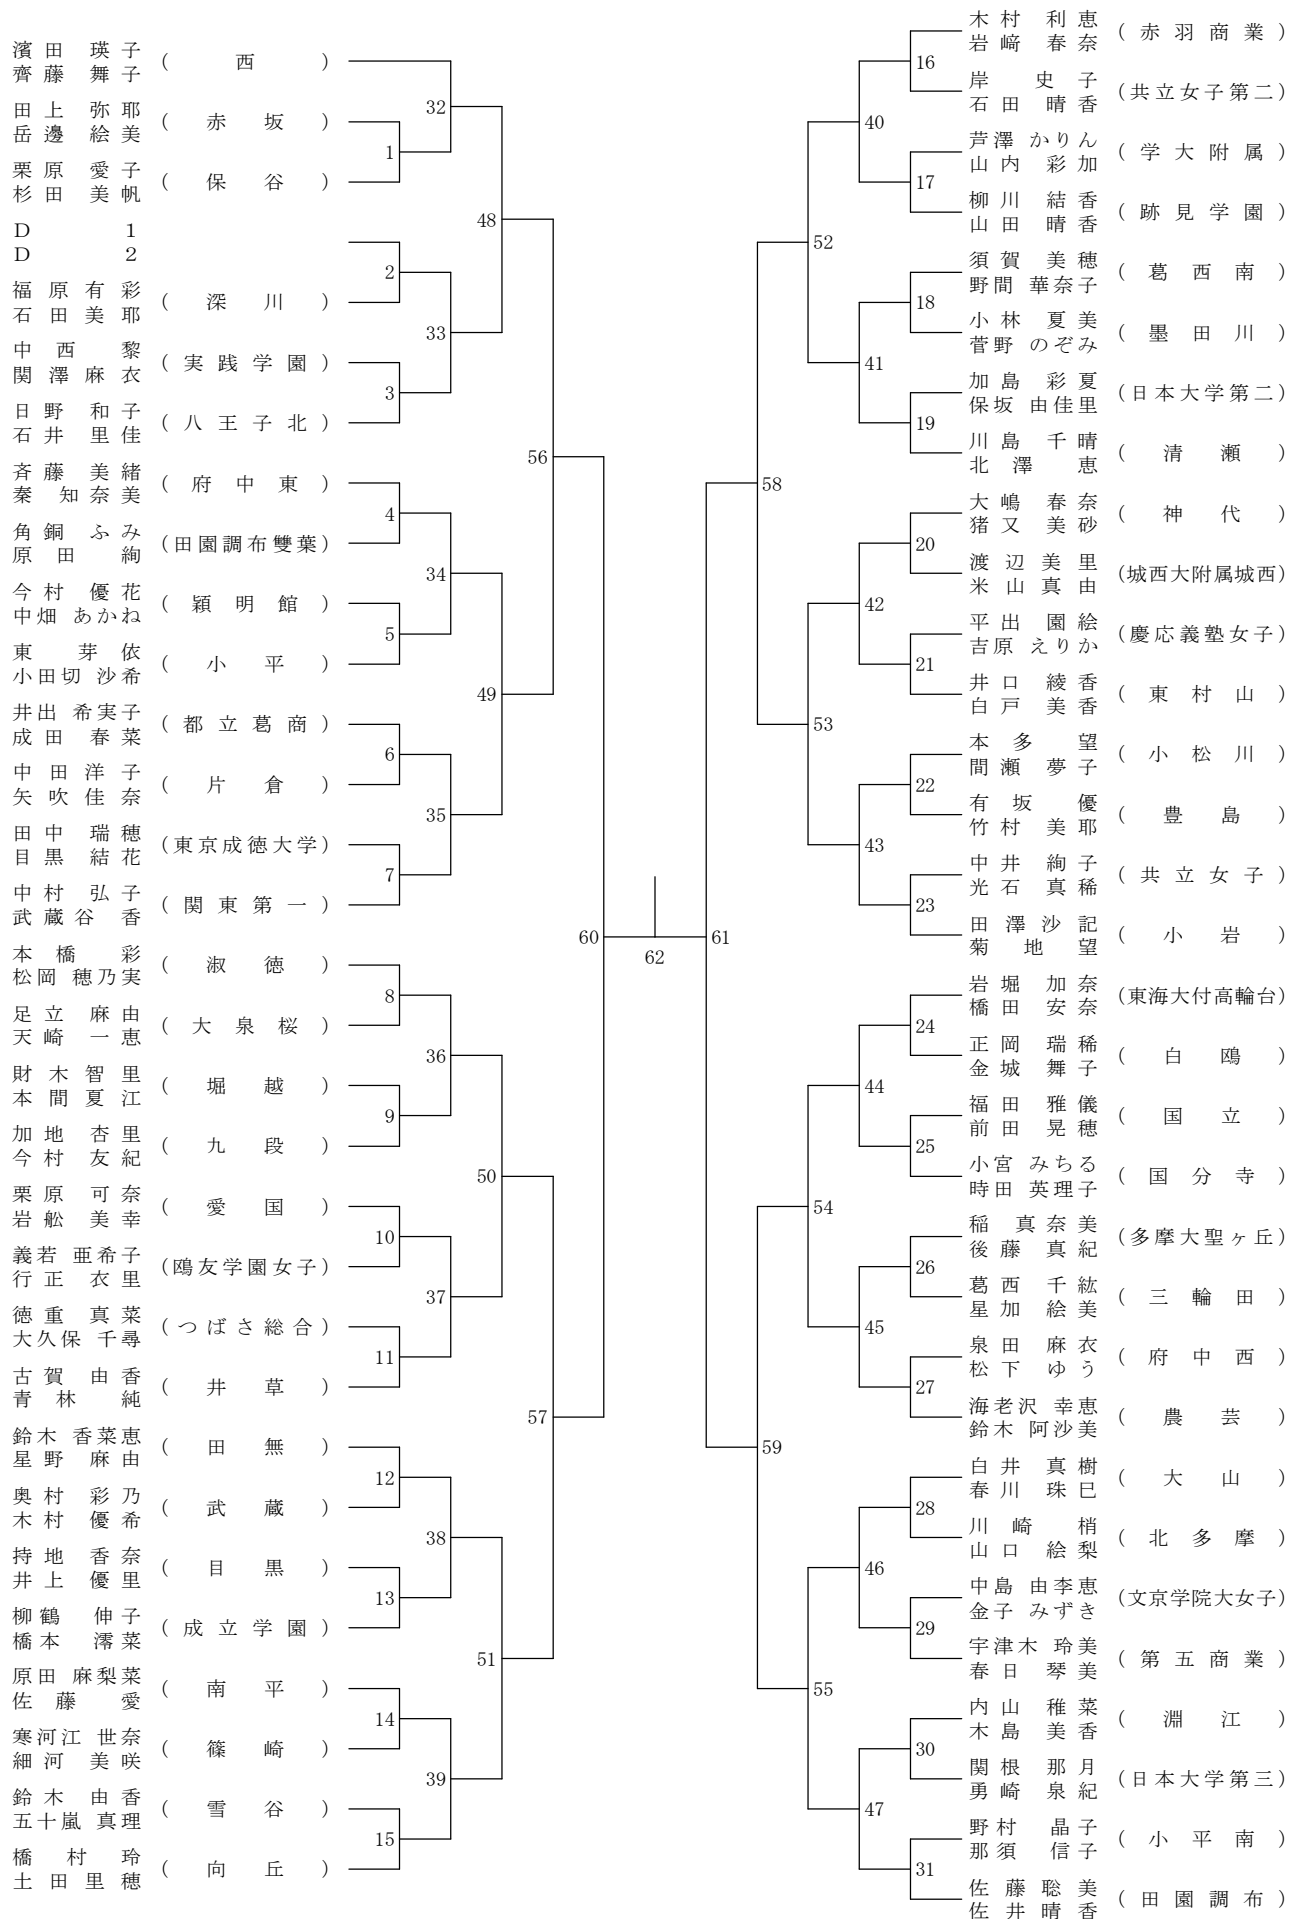 濱田 瑛子
齊藤 舞子
(西)
田上 弥耶
岳邊 絵美
(赤坂)
栗原 愛子
杉田 美帆
(保谷)
D 1
D 2
福原有彩
石田美耶
(深川)
中西 黎
関澤麻衣
(実践学園)
日野 和子
石井 里佳
(八王子北)
斉藤 美緒
秦 知奈美
(府中東)
角銅 ふみ
原田 絢
(田園調布雙葉)
今村 優花
中畑 あかね
(穎明館)
東 芽依
小田切 沙希
(小平)
井出 希実子
成田 春菜
(都立葛商)
中田洋子
矢吹佳奈
(片倉)
田中 瑞穂
目黒 結花
(東京成徳大学)
中村 弘子
武蔵谷 香
(関東第一)
本橋 彩
松岡 穂乃実
(淑徳)
足立 麻由
天崎 一恵
(大泉桜)
財木智里
本間夏江
(堀越)
加地 杏里
今村 友紀
(九段)
栗原 可奈
岩舩 美幸
(愛国)
義若 亜希子
行正 衣里
(鴎友学園女子)
徳重 真菜
大久保 千尋
(つばさ総合)
古賀 由香
青林 純
(井草)
鈴木 香菜恵
星野 麻由
(田無)
奥村 彩乃
木村 優希
(武蔵)
持地 香奈
井上 優里
(目黒)
柳鶴 伸子
橋本 澪菜
(成立学園)
原田 麻梨菜
佐藤 愛
(南平)
寒河江 世奈
細河 美咲
(篠崎)
鈴木 由香
五十嵐 真理
(雪谷)
橋村 玲
土田里穂
(向丘)
1
2
3
4
5
6
7
8
9
10
11
12
13
14
15
32
33
34
35
36
37
38
39
48
49
50
51
56
57
60
62
61
58
59
52
53
54
55
40
41
42
43
44
45
46
47
16
17
18
19
20
21
22
23
24
25
26
27
28
29
30
31
木村 利恵
岩﨑 春奈
(赤羽商業)
岸 史子
石田 晴香
(共立女子第二)
芦澤 かりん
山内 彩加
(学大附属)
柳川 結香
山田 晴香
(跡見学園)
須賀 美穂
野間 華奈子
(葛西南)
小林 夏美
菅野 のぞみ
(墨田川)
加島 彩夏
保坂 由佳里
(日本大学第二)
川島 千晴
北澤 恵
(清瀬)
大嶋 春奈
猪又 美砂
(神代)
渡辺美里
米山真由
(城西大附属城西)
平出 園絵
吉原 えりか
(慶応義塾女子)
井口 綾香
白戸 美香
(東村山)
本多 望
間瀬 夢子
(小松川)
有坂 優
竹村 美耶
(豊島)
中井 絢子
光石 真稀
(共立女子)
田澤沙記
菊地 望
(小岩)
岩堀 加奈
橋田 安奈
(東海大付高輪台)
正岡 瑞稀
金城 舞子
(白鴎)
福田 雅儀
前田 晃穂
(国立)
小宮 みちる
時田 英理子
(国分寺)
稲 真奈美
後藤 真紀
(多摩大聖ヶ丘)
葛西 千紘
星加 絵美
(三輪田)
泉田 麻衣
松下 ゆう
(府中西)
海老沢 幸恵
鈴木 阿沙美
(農芸)
白井 真樹
春川 珠巳
(大山)
川崎 梢
山口 絵梨
(北多摩)
中島 由李恵
金子 みずき
(文京学院大女子)
宇津木 玲美
春日 琴美
(第五商業)
内山 稚菜
木島 美香
(淵江)
関根 那月
勇崎 泉紀
(日本大学第三)
野村 晶子
那須 信子
(小平南)
佐藤聡美
佐井晴香
(田園調布)